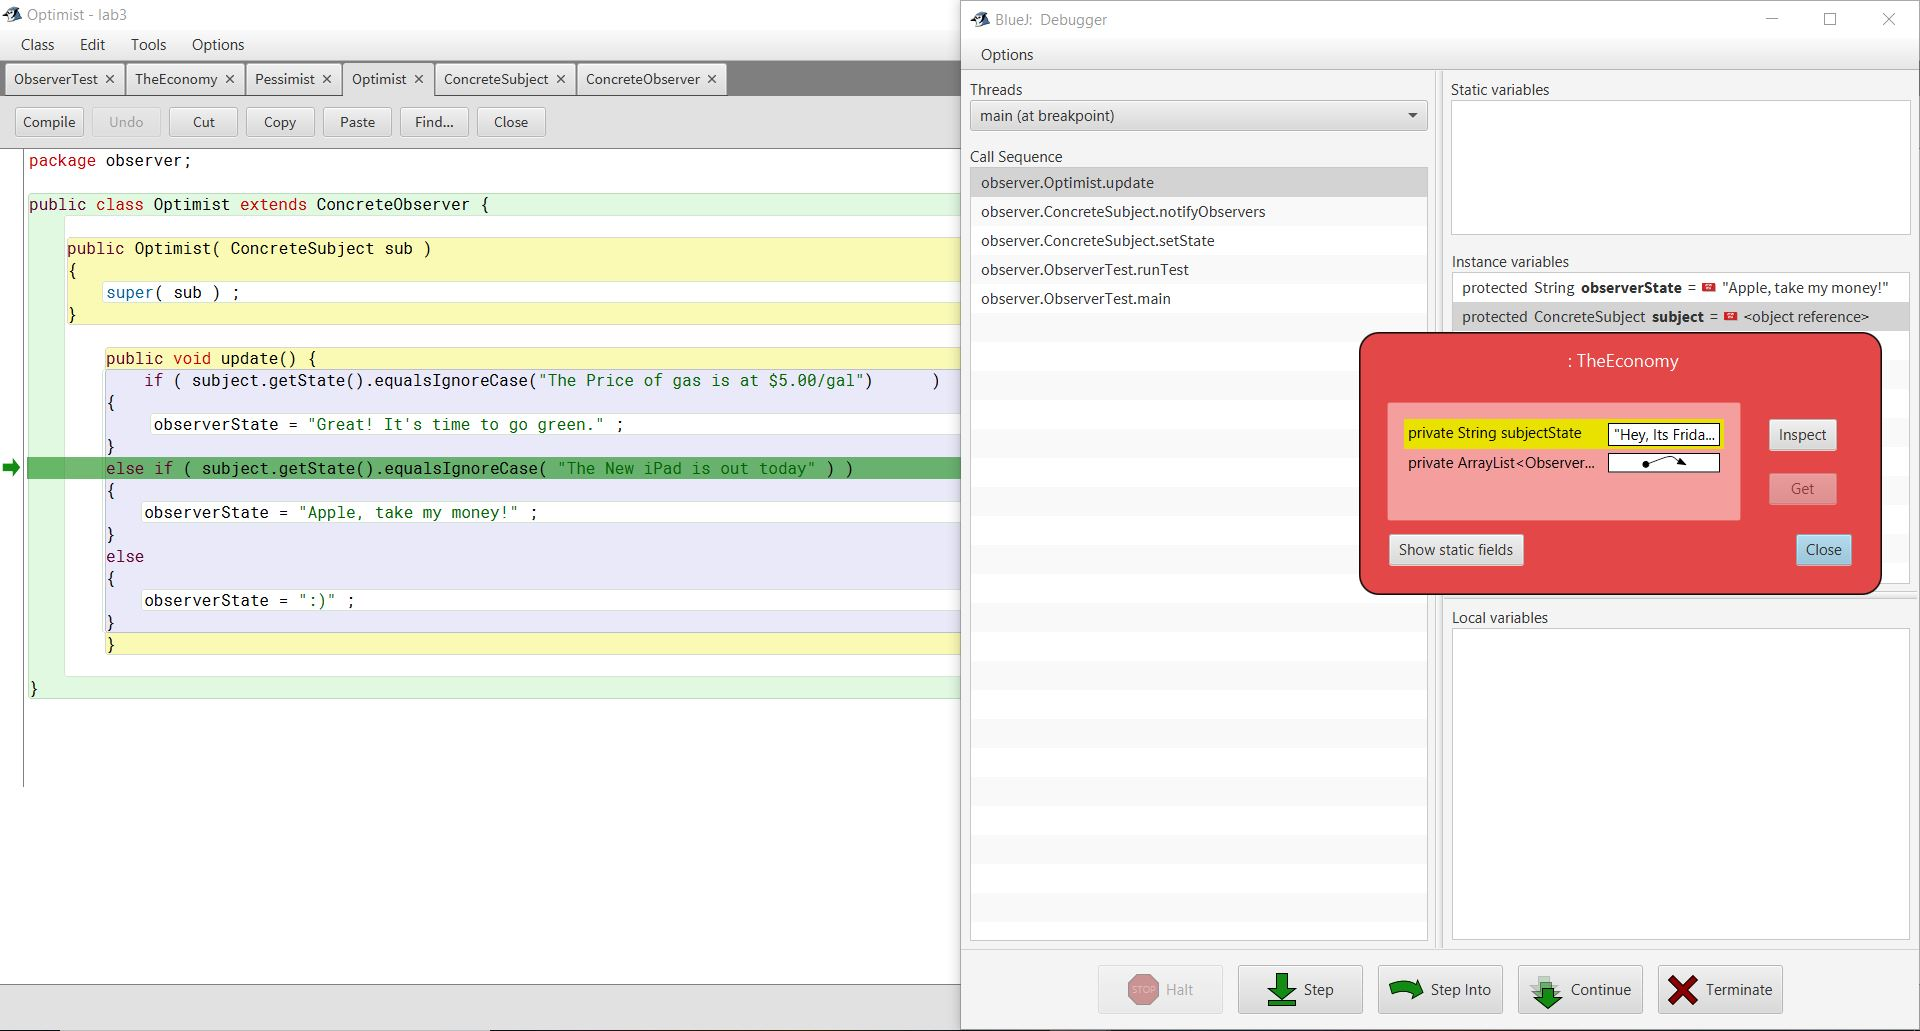 Optimist - lab3
Class Edit Tools Options
ObserverTest × TheEconomy × Pessimist × Optimist × ConcreteSubject × ConcreteObserver ×
Compile Undo Cut Copy Paste Find... Close
package observer;
public class Optimist extends ConcreteObserver {
public Optimist( ConcreteSubject sub )
{
super( sub ) ;
}
public void update() {
if ( subject.getState().equalsIgnoreCase("The Price of gas is at $5.00/gal")      )
{
observerState = "Great! It's time to go green." ;
}
else if ( subject.getState().equalsIgnoreCase( "The New iPad is out today" ) )
{
observerState = "Apple, take my money!" ;
}
else
{
observerState = ":)" ;
}
}
}
BlueJ: Debugger
Options
Threads
main (at breakpoint)
Call Sequence
observer.Optimist.update
observer.ConcreteSubject.notifyObservers
observer.ConcreteSubject.setState
observer.ObserverTest.runTest
observer.ObserverTest.main
Static variables
Instance variables
protected String observerState = "Apple, take my money!"
protected ConcreteSubject subject = <object reference>
: TheEconomy
private String subjectState "Hey, Its Frida...
private ArrayList<Observer...
Inspect
Get
Show static fields
Close
Local variables
STOP Halt Step Step Into Continue Terminate